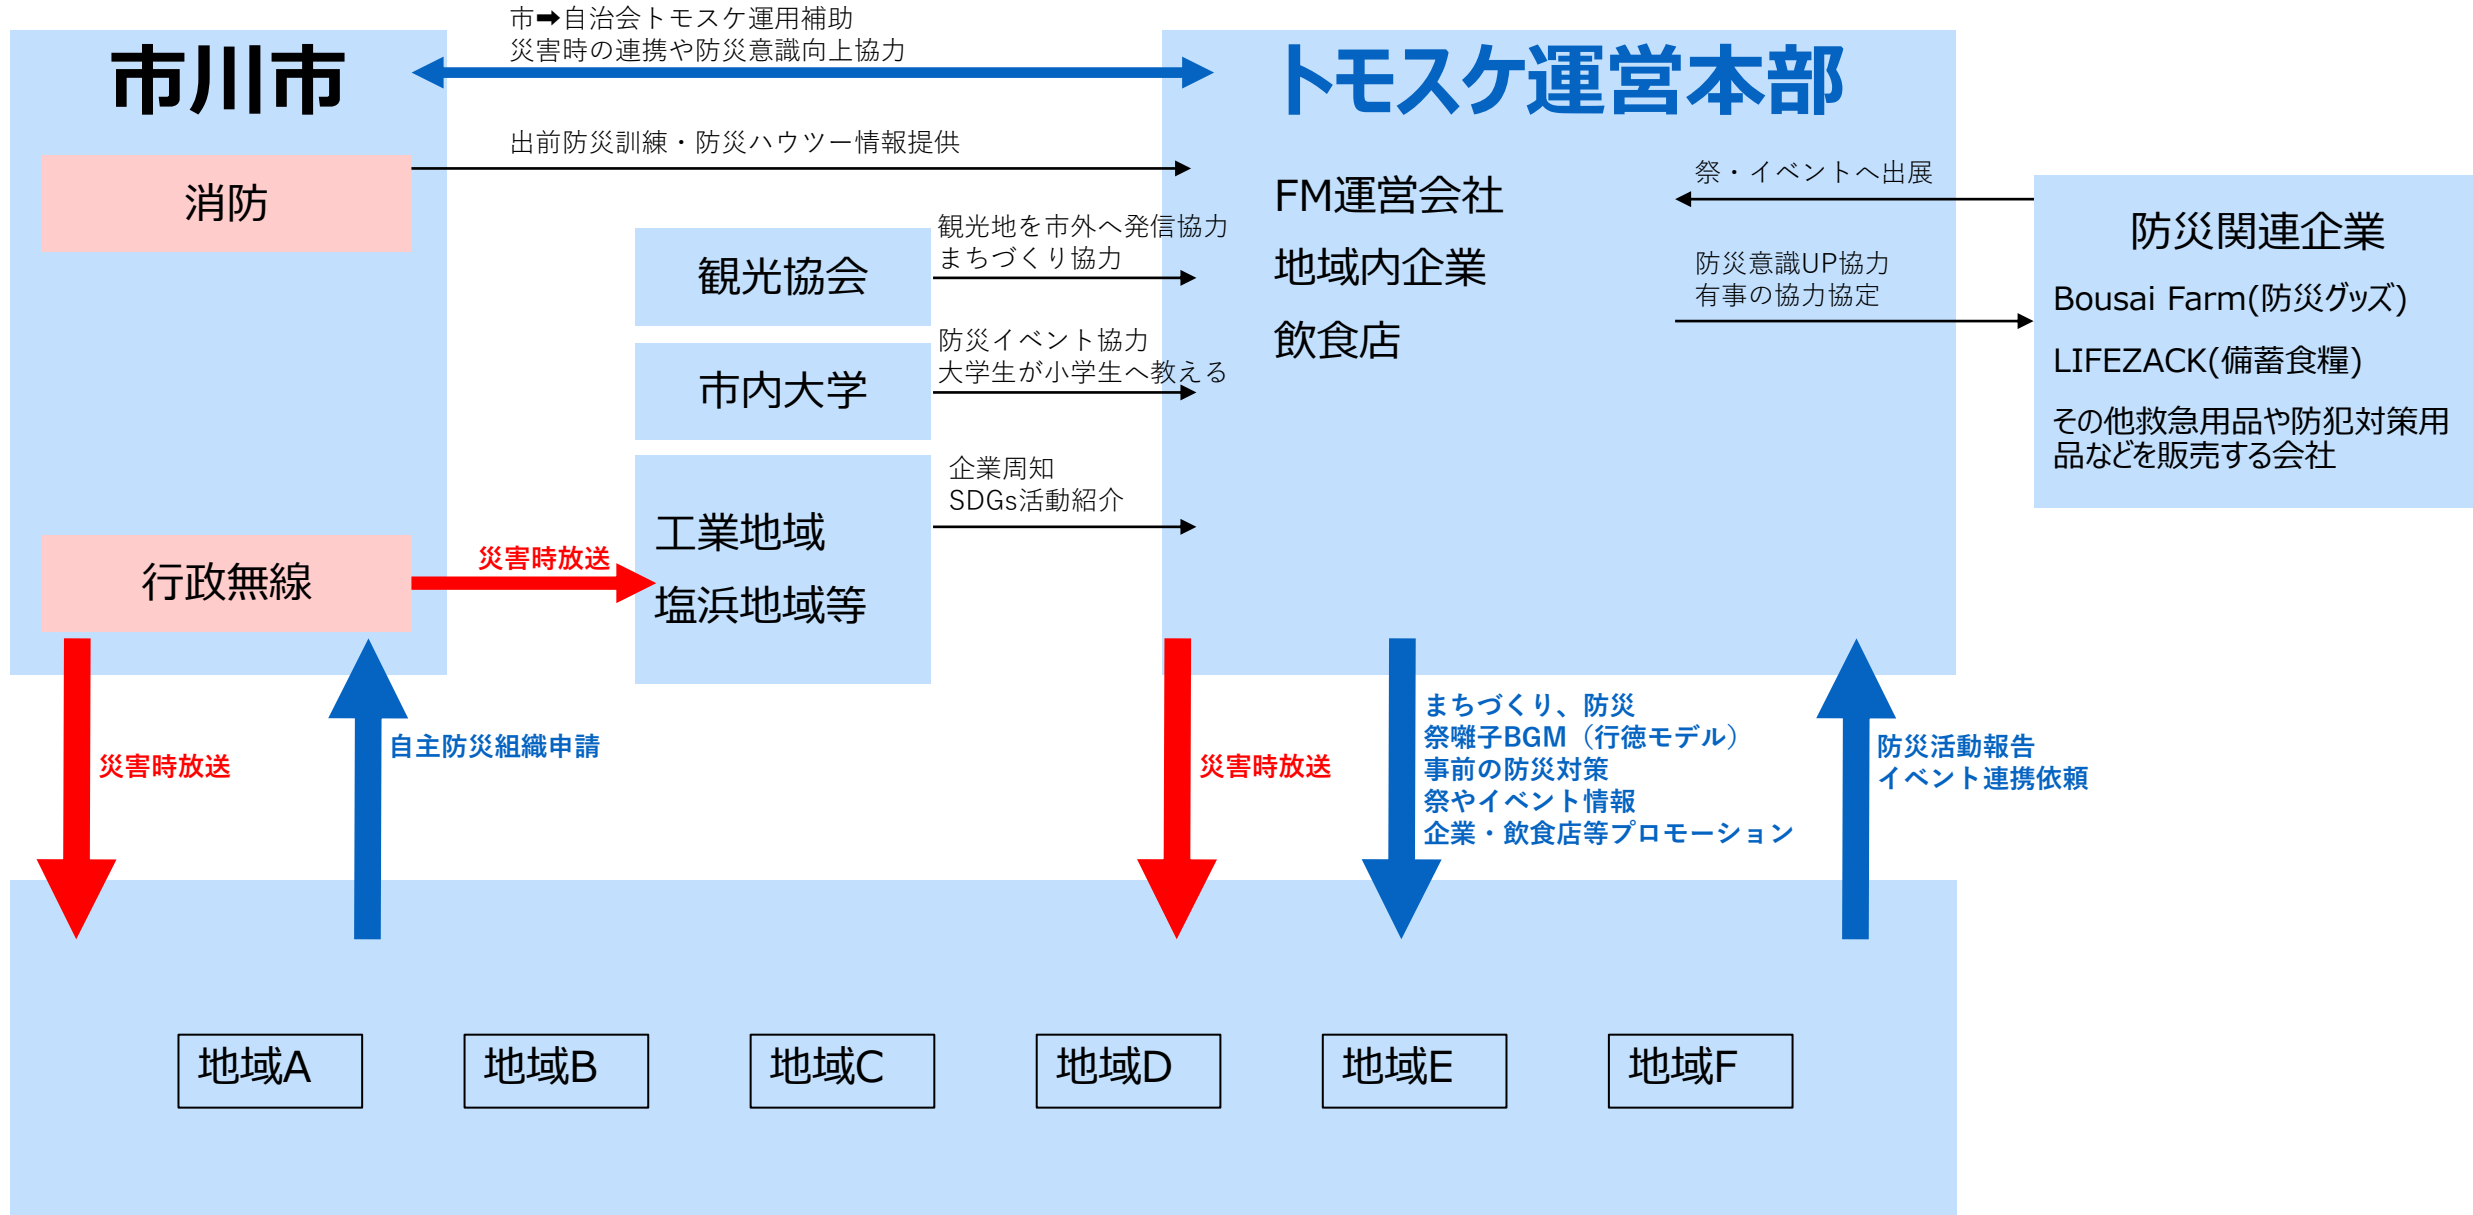 市➡自治会トモスケ運用補助
災害時の連携や防災意識向上協力
市川市
トモスケ運営本部
出前防災訓練・防災ハウツー情報提供
消防
FM運営会社
地域内企業
飲食店
祭・イベントへ出展
防災意識UP協力
有事の協力協定
防災関連企業
Bousai Farm(防災グッズ)
LIFEZACK(備蓄食糧)
その他救急用品や防犯対策用
品などを販売する会社
観光協会
観光地を市外へ発信協力
まちづくり協力
市内大学
防災イベント協力
大学生が小学生へ教える
工業地域
塩浜地域等
企業周知
SDGs活動紹介
行政無線
災害時放送
災害時放送
自主防災組織申請
災害時放送
まちづくり、防災
祭囃子BGM（行徳モデル）
事前の防災対策
祭やイベント情報
企業・飲食店等プロモーション
防災活動報告
イベント連携依頼
地域A
地域B
地域C
地域D
地域E
地域F